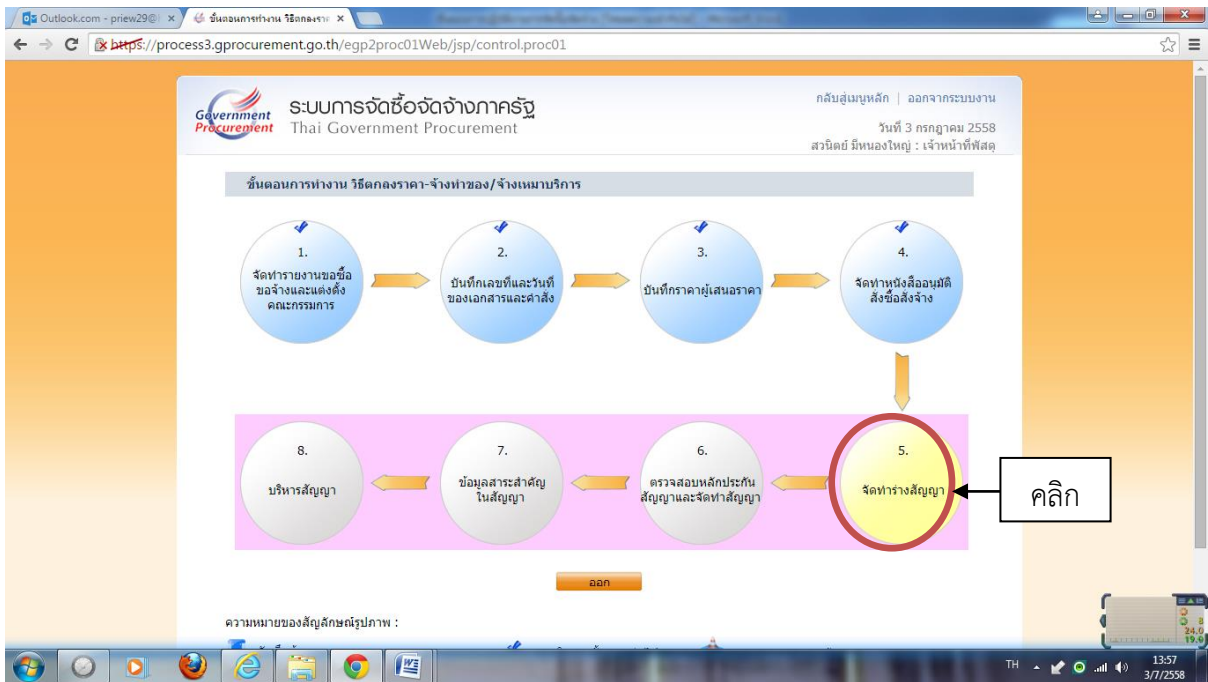 Outlook.com - priew29@
ขั้นตอนการทำงาน วิธีตกลงราค
https://process3.gprocurement.go.th/egp2proc01Web/jsp/control.proc01
Government
Procurement
ระบบการจัดซื้อจัดจ้างภาครัฐ
Thai Government Procurement
กลับสู่เมนูหลัก | ออกจากระบบงาน
วันที่ 3 กรกฎาคม 2558
สวนิตย์ มีหนองใหญ่ : เจ้าหน้าที่พัสดุ
ขั้นตอนการทำงาน วิธีตกลงราคา-จ้างทำของ/จ้างเหมาบริการ
1.
จัดทำรายงานขอซื้อ
ขอจ้างและแต่งตั้ง
คณะกรรมการ
2.
บันทึกเลขที่และวันที่
ของเอกสารและคำสั่ง
3.
บันทึกราคาผู้เสนอราคา
4.
จัดทำหนังสืออนุมัติ
สั่งซื้อสั่งจ้าง
8.
บริหารสัญญา
7.
ข้อมูลสาระสำคัญ
ในสัญญา
6.
ตรวจสอบหลักประกัน
สัญญาและจัดทำสัญญา
5.
จัดทำร่างสัญญา
คลิก
ออก
ความหมายของสัญลักษณ์รูปภาพ :
24.0
19.0
TH
13:57
3/7/2558